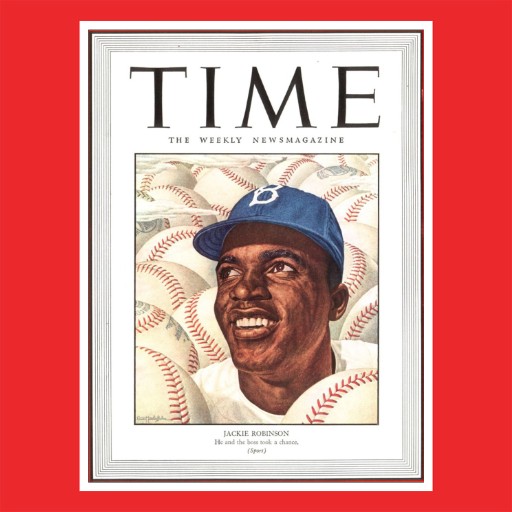 TIME
THE WEEKLY NEWSMAGAZINE
B
JACKIE ROBINSON
He and the boss took a chance.
(Sport)